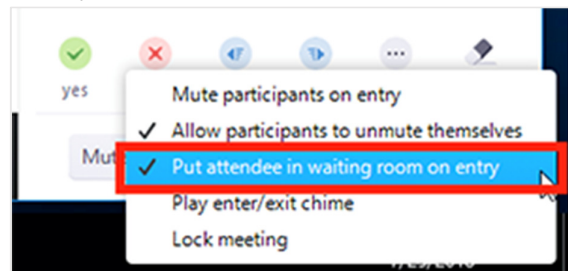 yes
Mute participants on entry
✓ Allow participants to unmute themselves
Mut
✓ Put attendee in waiting room on entry
Play enter/exit chime
Lock meeting